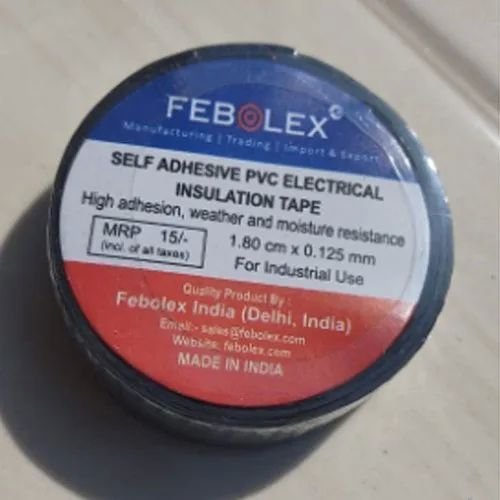 FEBOLEX
Manufacturing | Trading | Import & Export
SELF ADHESIVE PVC ELECTRICAL
INSULATION TAPE
High adhesion, weather and moisture resistance
MRP 15/-
(incl. of all taxes)
1.80 cm x 0.125 mm
For Industrial Use
Quality Product By :
Febolex India (Delhi, India)
Email:- sales@febolex.com
Website: febolex.com
MADE IN INDIA